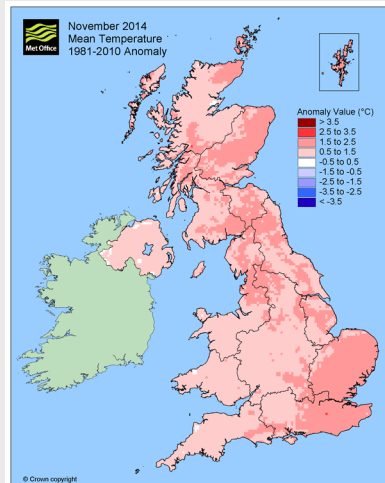 Met Office
November 2014
Mean Temperature
1981-2010 Anomaly
Anomaly Value (°C)
> 3.5
2.5 to 3.5
1.5 to 2.5
0.5 to 1.5
-0.5 to 0.5
-1.5 to -0.5
-2.5 to -1.5
-3.5 to -2.5
< -3.5
© Crown copyright